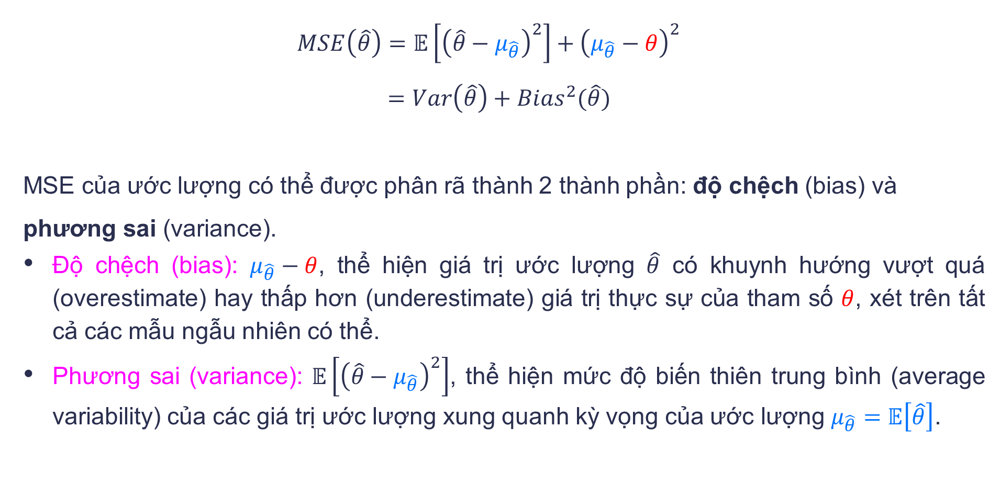 $MSE(\hat{\theta}) = \mathbb{E}\left[(\hat{\theta} - \mu_{\hat{\theta}})^2\right] + (\mu_{\hat{\theta}} - \theta)^2$
$= Var(\hat{\theta}) + Bias^2(\hat{\theta})$
MSE của ước lượng có thể được phân rã thành 2 thành phần: độ chệch (bias) và
phương sai (variance).
• Độ chệch (bias): $\mu_{\hat{\theta}} - \theta$, thể hiện giá trị ước lượng $\hat{\theta}$ có khuynh hướng vượt quá
(overestimate) hay thấp hơn (underestimate) giá trị thực sự của tham số $\theta$, xét trên tất
cả các mẫu ngẫu nhiên có thể.
• Phương sai (variance): $\mathbb{E}\left[(\hat{\theta} - \mu_{\hat{\theta}})^2\right]$, thể hiện mức độ biến thiên trung bình (average
variability) của các giá trị ước lượng xung quanh kỳ vọng của ước lượng $\mu_{\hat{\theta}} = \mathbb{E}[\hat{\theta}]$.